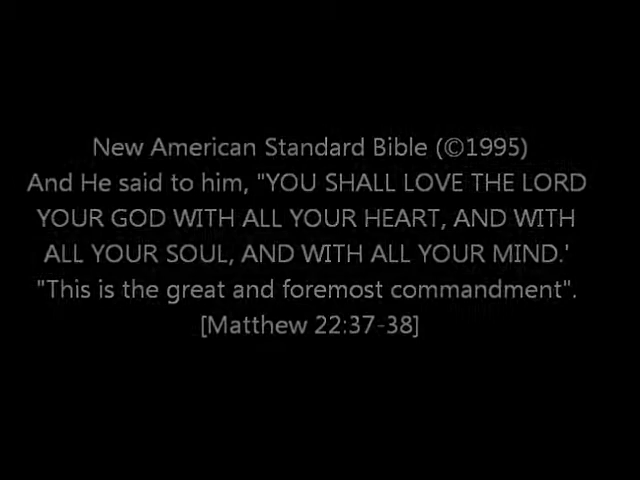 New American Standard Bible (©1995)
And He said to him, "YOU SHALL LOVE THE LORD
YOUR GOD WITH ALL YOUR HEART, AND WITH
ALL YOUR SOUL, AND WITH ALL YOUR MIND.'
"This is the great and foremost commandment".
[Matthew 22:37-38]